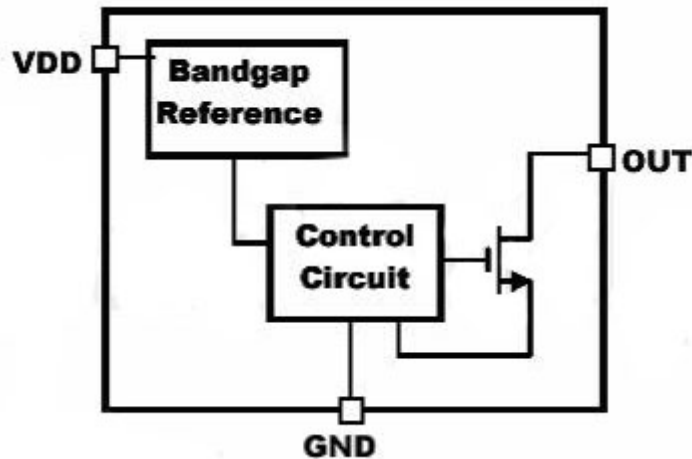 VDD
Bandgap
Reference
OUT
Control
Circuit
GND